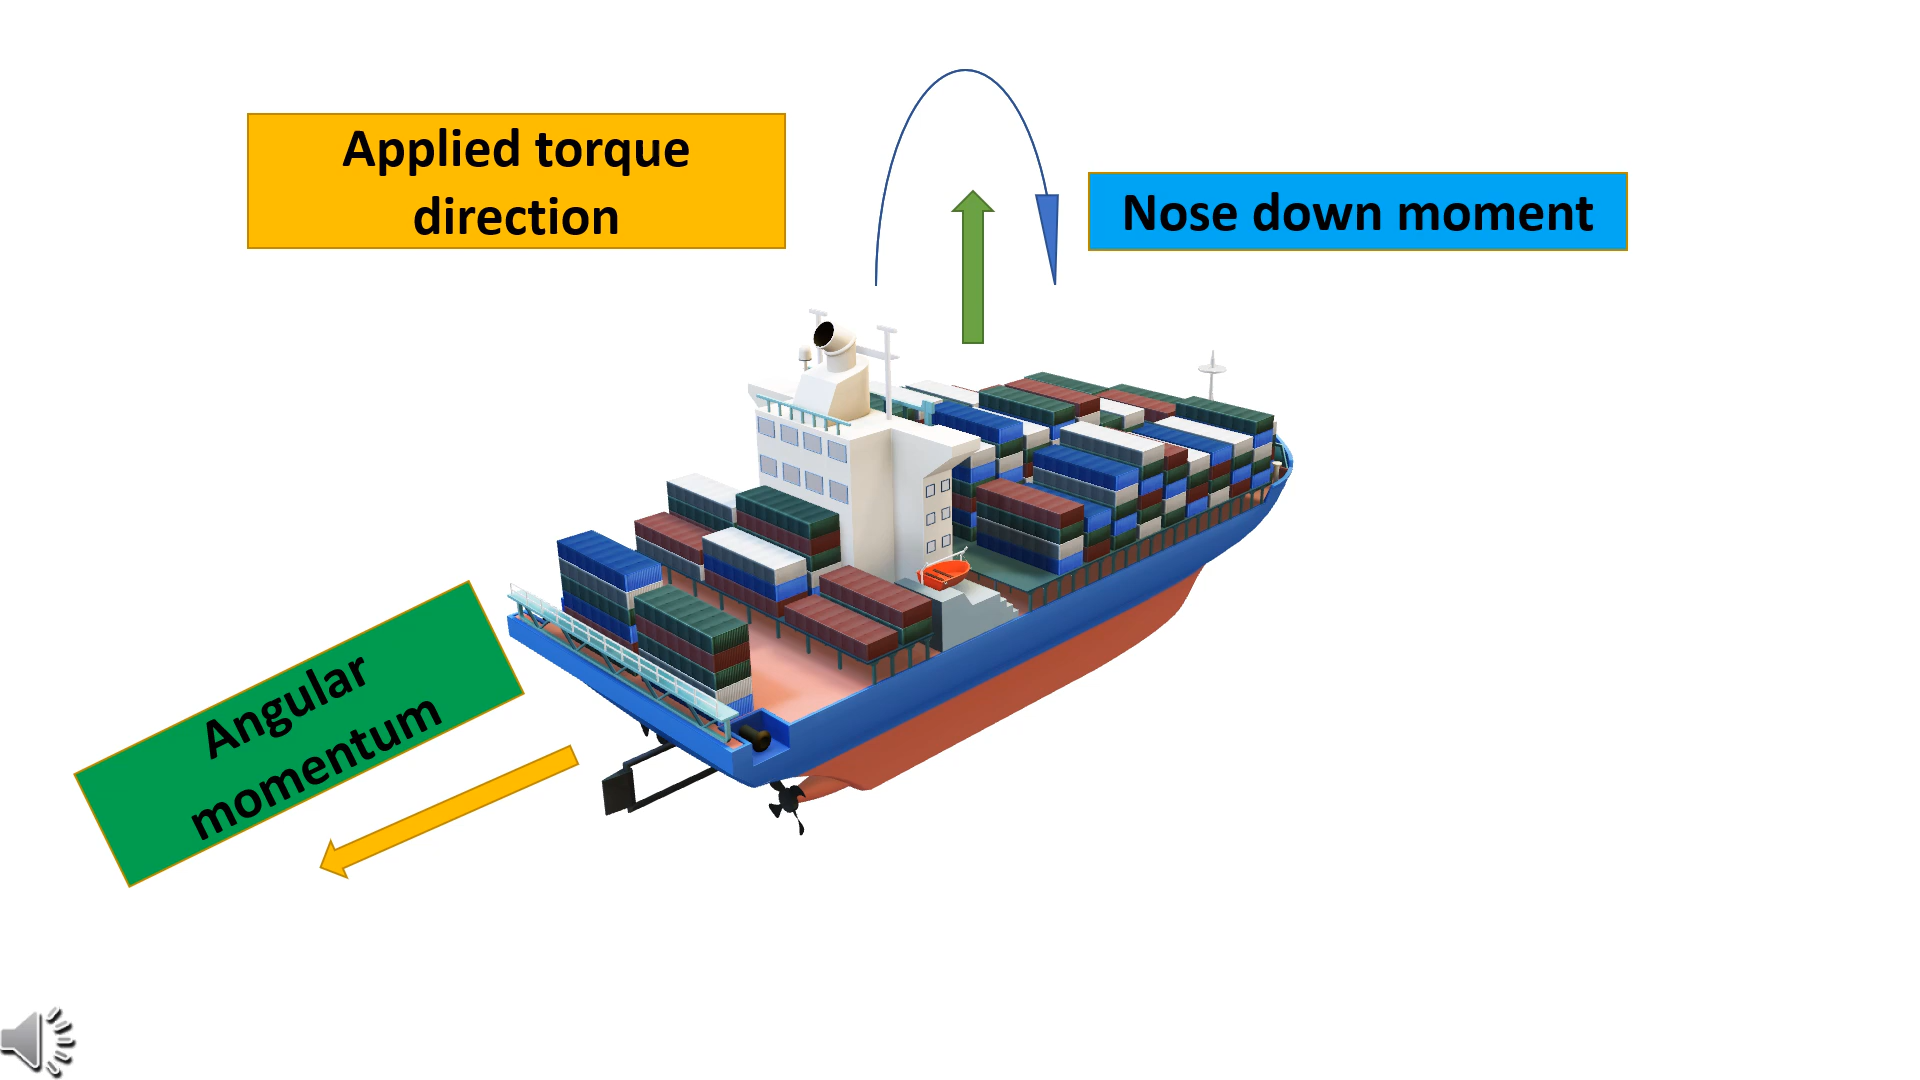 Applied torque
direction
Nose down moment
Angular
momentum